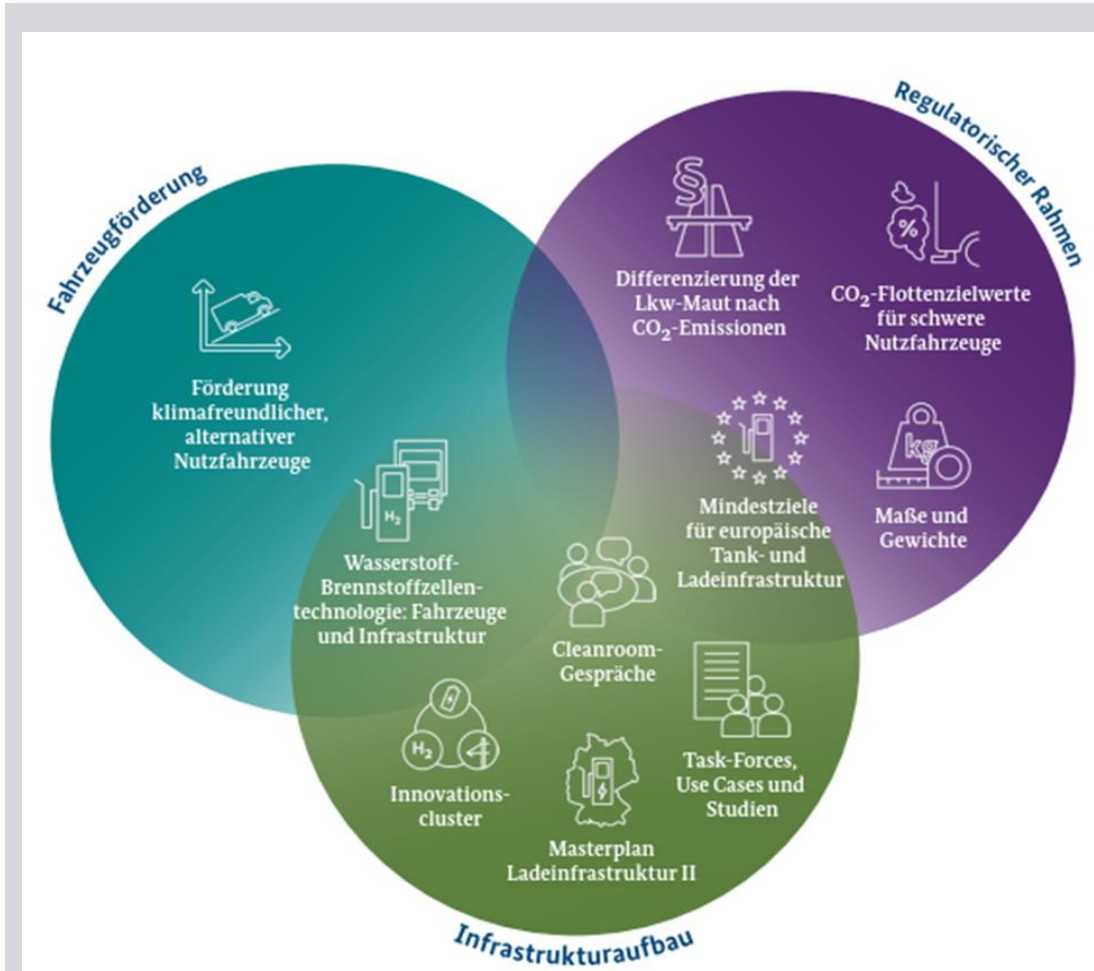 Fahrzeugförderung
Regulatorischer Rahmen
§
Differenzierung der
Lkw-Maut nach
CO₂-Emissionen
%
CO₂-Flottenzielwerte
für schwere
Nutzfahrzeuge
Förderung
klimafreundlicher,
alternativer
Nutzfahrzeuge
H₂
Wasserstoff-
Brennstoffzellen-
technologie: Fahrzeuge
und Infrastruktur
Mindestziele
für europäische
Tank- und
Ladeinfrastruktur
kg
Maße und
Gewichte
Cleanroom-
Gespräche
H₂
Innovations-
cluster
Masterplan
Ladeinfrastruktur II
Task-Forces,
Use Cases und
Studien
Infrastrukturaufbau